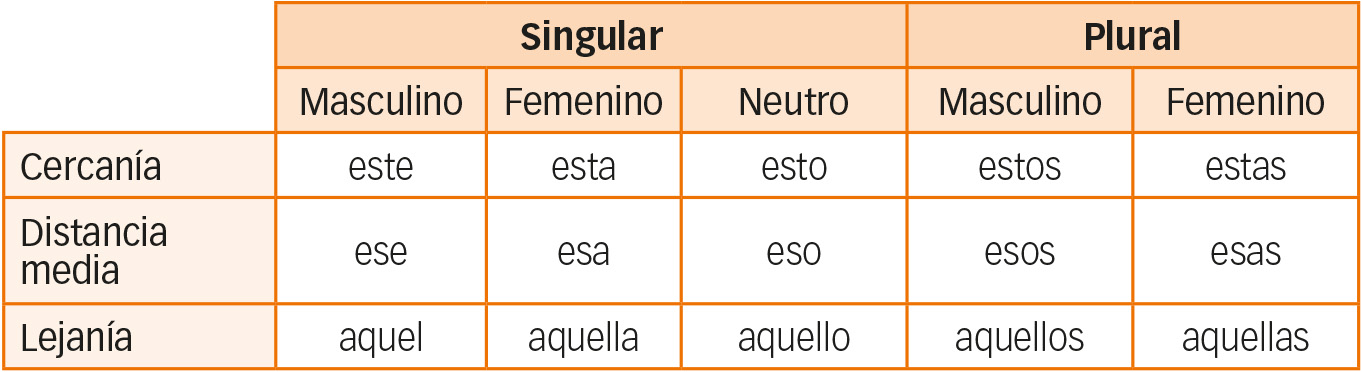 Singular Plural
Masculino Femenino Neutro Masculino Femenino
Cercanía este esta esto estos estas
Distancia
media ese esa eso esos esas
Lejanía aquel aquella aquello aquellos aquellas